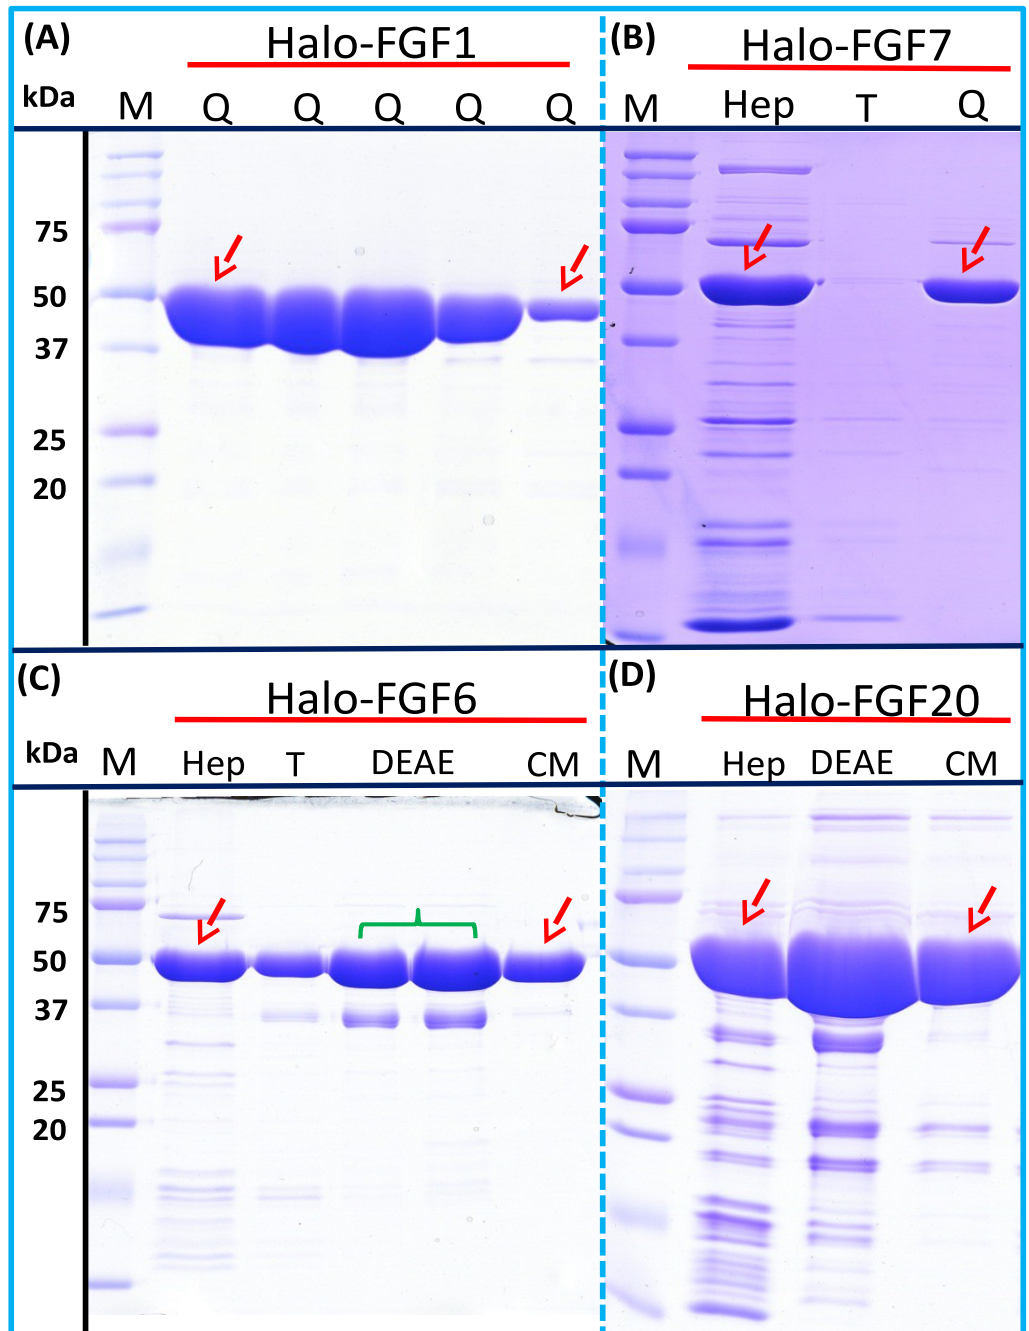 (A) Halo-FGF1
kDa M Q Q Q Q Q
75
50
37
25
20
(B) Halo-FGF7
M Hep T Q
(C) Halo-FGF6
kDa M Hep T DEAE CM
75
50
37
25
20
(D) Halo-FGF20
M Hep DEAE CM